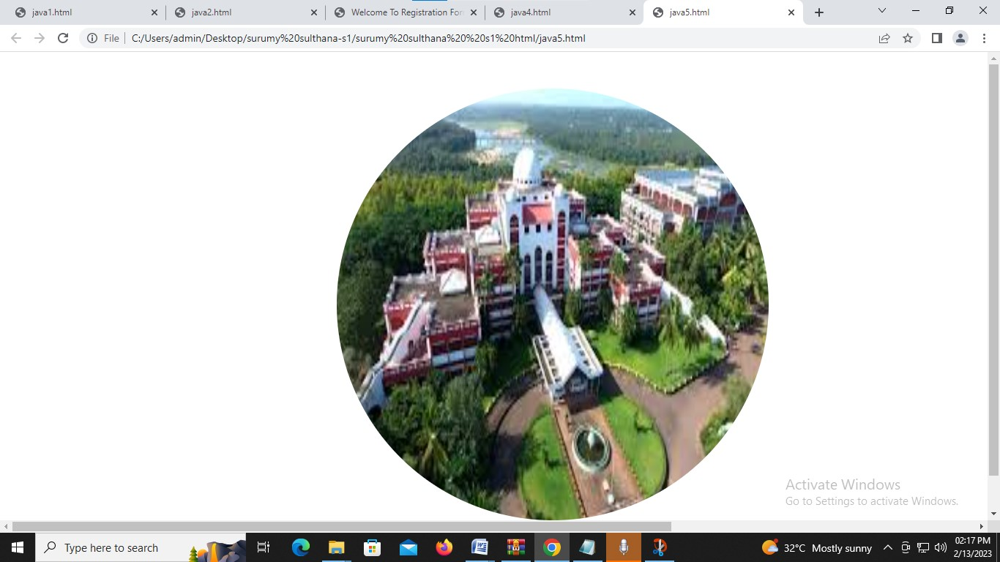 java1.html
java2.html
Welcome To Registration For
java4.html
java5.html
File
C:/Users/admin/Desktop/surumy%20sulthana-s1/surumy%20sulthana%20%20s1%20html/java5.html
Activate Windows
Go to Settings to activate Windows.
Type here to search
32°C Mostly sunny
02:17 PM
2/13/2023